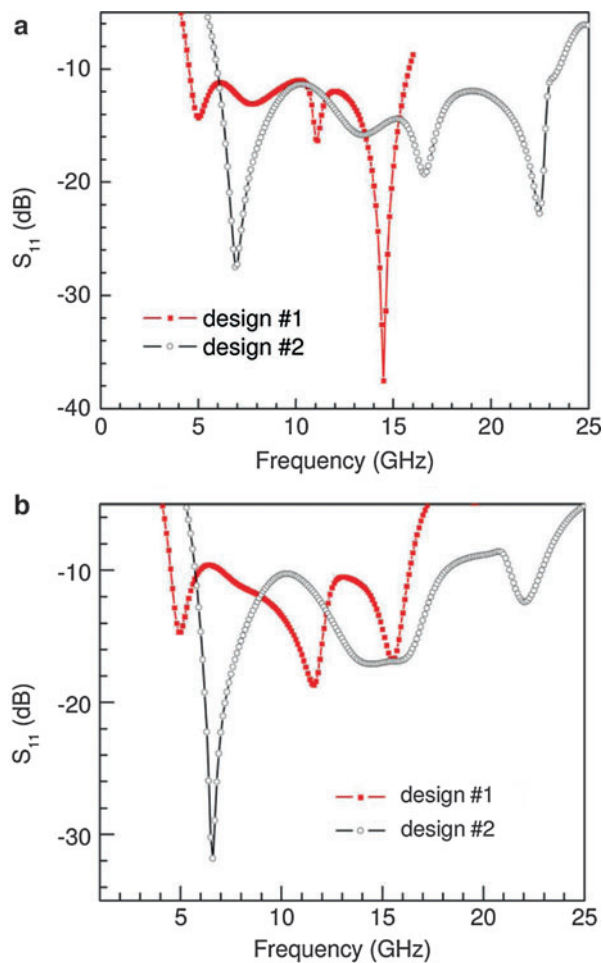 a
-10
-20
-30
-40
S11 (dB)
design #1
design #2
0 5 10 15 20 25
Frequency (GHz)
b
-10
-20
-30
S11 (dB)
design #1
design #2
5 10 15 20 25
Frequency (GHz)